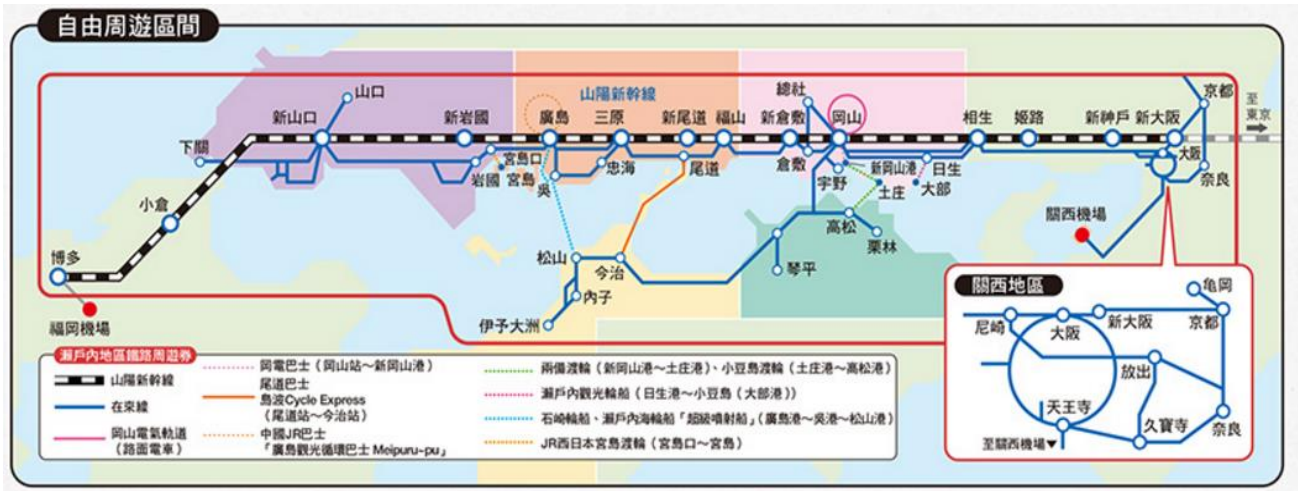 自由周遊區間
山陽新幹線
山口
新山口
下關
小倉
博多
福岡機場
新岩國
岩國
宮島口
宮島
廣島
吳
三原
忠海
新尾道
尾道
福山
新倉敷
倉敷
總社
岡山
宇野
新岡山港
土庄
日生
大部
相生
姬路
新神戶
新大阪
大阪
京都
奈良
至
東京
關西機場
高松
栗林
琴平
松山
今治
內子
伊予大洲
瀨戶內地區鐵路周遊券
山陽新幹線
在來線
岡山電氣軌道
(路面電車)
岡電巴士(岡山站~新岡山港)
尾道巴士
島波Cycle Express
(尾道站~今治站)
中國JR巴士
「廣島觀光循環巴士 Meipuru~pu」
兩備渡輪(新岡山港~土庄港)、小豆島渡輪(土庄港~高松港)
瀨戶內觀光輪船(日生港~小豆島(大部港))
石崎輪船、瀨戶內海輪船「超級噴射船」(廣島港~吳港~松山港)
JR西日本宮島渡輪(宮島口~宮島)
關西地區
亀岡
尼崎
大阪
新大阪
京都
放出
天王寺
久寶寺
奈良
至關西機場▼